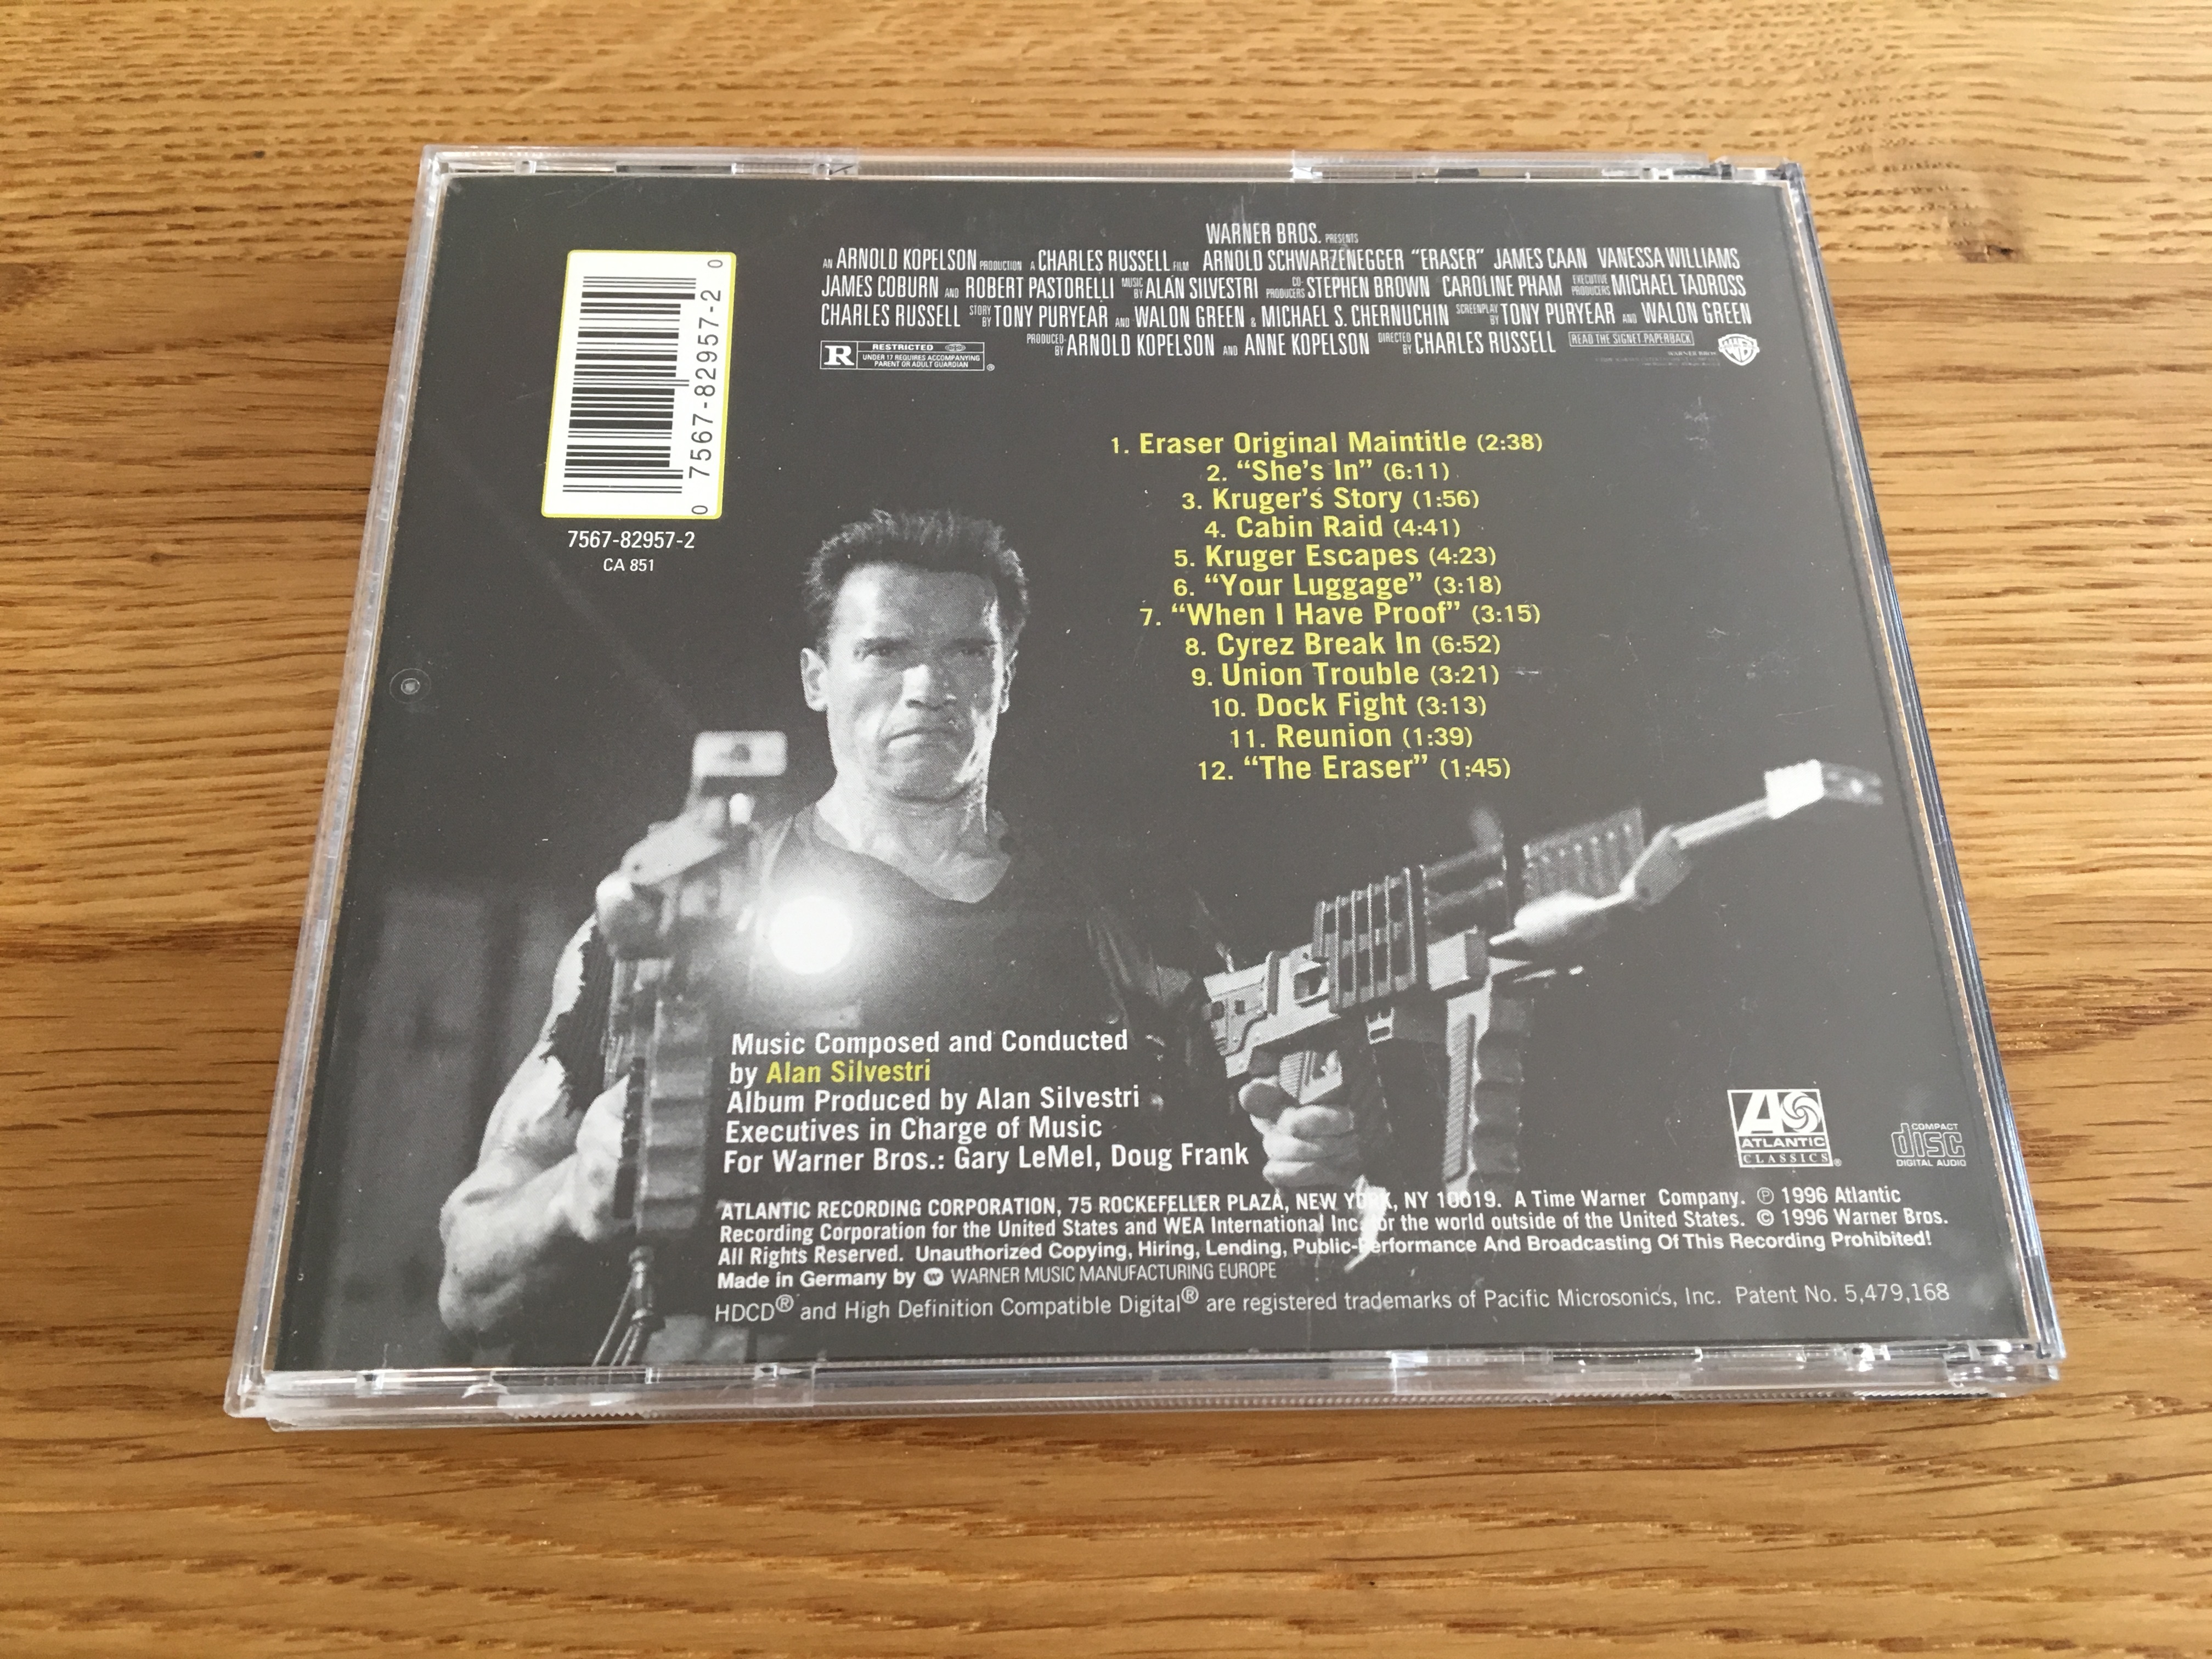 WARNER BROS. PRESENTS
AN ARNOLD KOPELSON PRODUCTION A CHARLES RUSSELL FILM ARNOLD SCHWARZENEGGER "ERASER" JAMES CAAN VANESSA WILLIAMS
JAMES COBURN AND ROBERT PASTORELLI MUSIC BY ALAN SILVESTRI CO-PRODUCERS STEPHEN BROWN CAROLINE PHAM EXECUTIVE PRODUCERS MICHAEL TADROSS
CHARLES RUSSELL STORY BY TONY PURYEAR AND WALON GREEN & MICHAEL S. CHERNUCHIN SCREENPLAY BY TONY PURYEAR AND WALON GREEN
PRODUCED BY ARNOLD KOPELSON AND ANNE KOPELSON DIRECTED BY CHARLES RUSSELL READ THE SIGNET PAPERBACK
R RESTRICTED
UNDER 17 REQUIRES ACCOMPANYING
PARENT OR ADULT GUARDIAN ®
WB
0 7567-82957-2 0
7567-82957-2
CA 851
1. Eraser Original Maintitle (2:38)
2. “She’s In” (6:11)
3. Kruger’s Story (1:56)
4. Cabin Raid (4:41)
5. Kruger Escapes (4:23)
6. “Your Luggage” (3:18)
7. “When I Have Proof” (3:15)
8. Cyrez Break In (6:52)
9. Union Trouble (3:21)
10. Dock Fight (3:13)
11. Reunion (1:39)
12. “The Eraser” (1:45)
Music Composed and Conducted
by Alan Silvestri
Album Produced by Alan Silvestri
Executives in Charge of Music
For Warner Bros.: Gary LeMel, Doug Frank
ATLANTIC
CLASSICS ®
COMPACT
disc
DIGITAL AUDIO
ATLANTIC RECORDING CORPORATION, 75 ROCKEFELLER PLAZA, NEW YORK, NY 10019. A Time Warner Company. ℗ 1996 Atlantic
Recording Corporation for the United States and WEA International Inc. for the world outside of the United States. © 1996 Warner Bros.
All Rights Reserved. Unauthorized Copying, Hiring, Lending, Public-Performance And Broadcasting Of This Recording Prohibited!
Made in Germany by WARNER MUSIC MANUFACTURING EUROPE
HDCD® and High Definition Compatible Digital® are registered trademarks of Pacific Microsonics, Inc. Patent No. 5,479,168